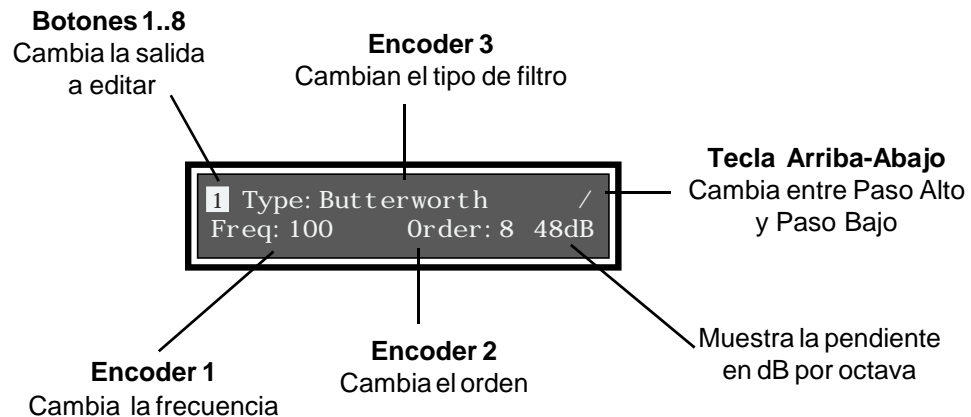 Botones 1..8
Cambia la salida
a editar
Encoder 3
Cambian el tipo de filtro
Tecla Arriba-Abajo
Cambia entre Paso Alto
y Paso Bajo
1 Type: Butterworth /
Freq: 100 Order: 8 48dB
Encoder 1
Cambia la frecuencia
Encoder 2
Cambia el orden
Muestra la pendiente
en dB por octava